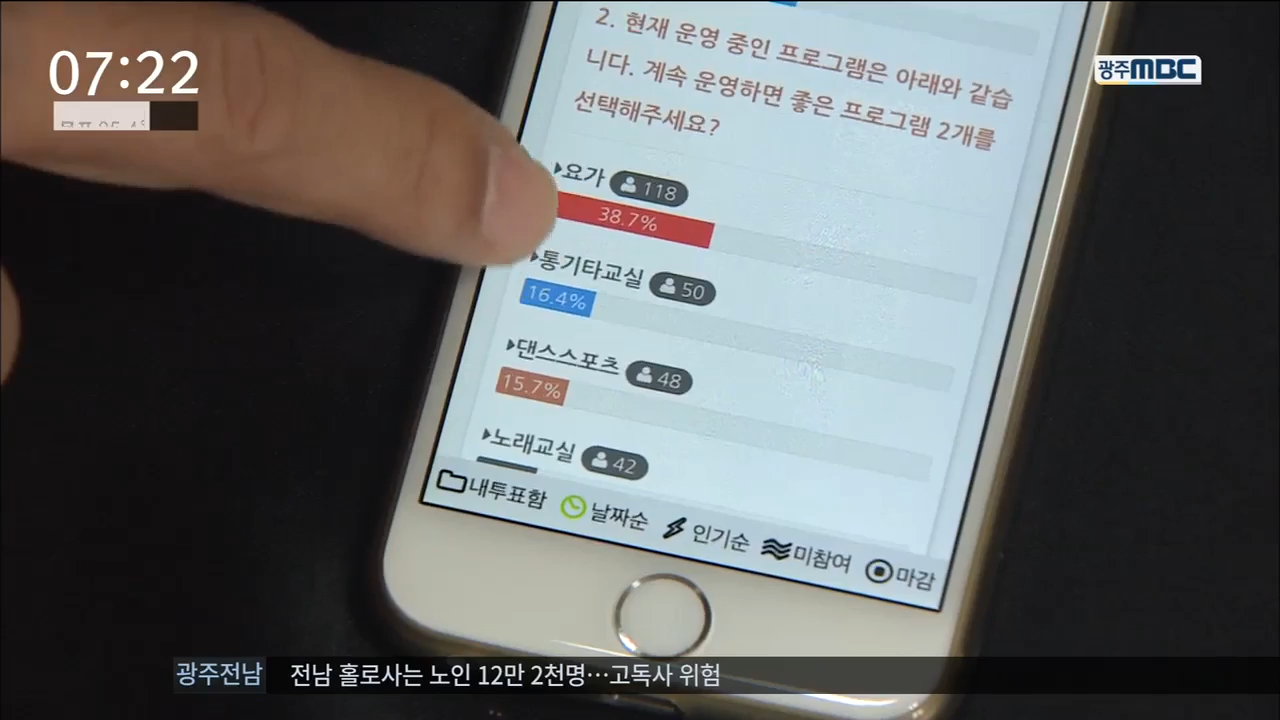 07:22
광주MBC
2. 현재 운영 중인 프로그램은 아래와 같습
니다. 계속 운영하면 좋은 프로그램 2개를
선택해주세요?
요가 118
38.7%
통기타교실 50
16.4%
댄스스포츠 48
15.7%
노래교실 42
내투표함 날짜순 인기순 미참여 마감
광주전남 전남 홀로사는 노인 12만 2천명…고독사 위험